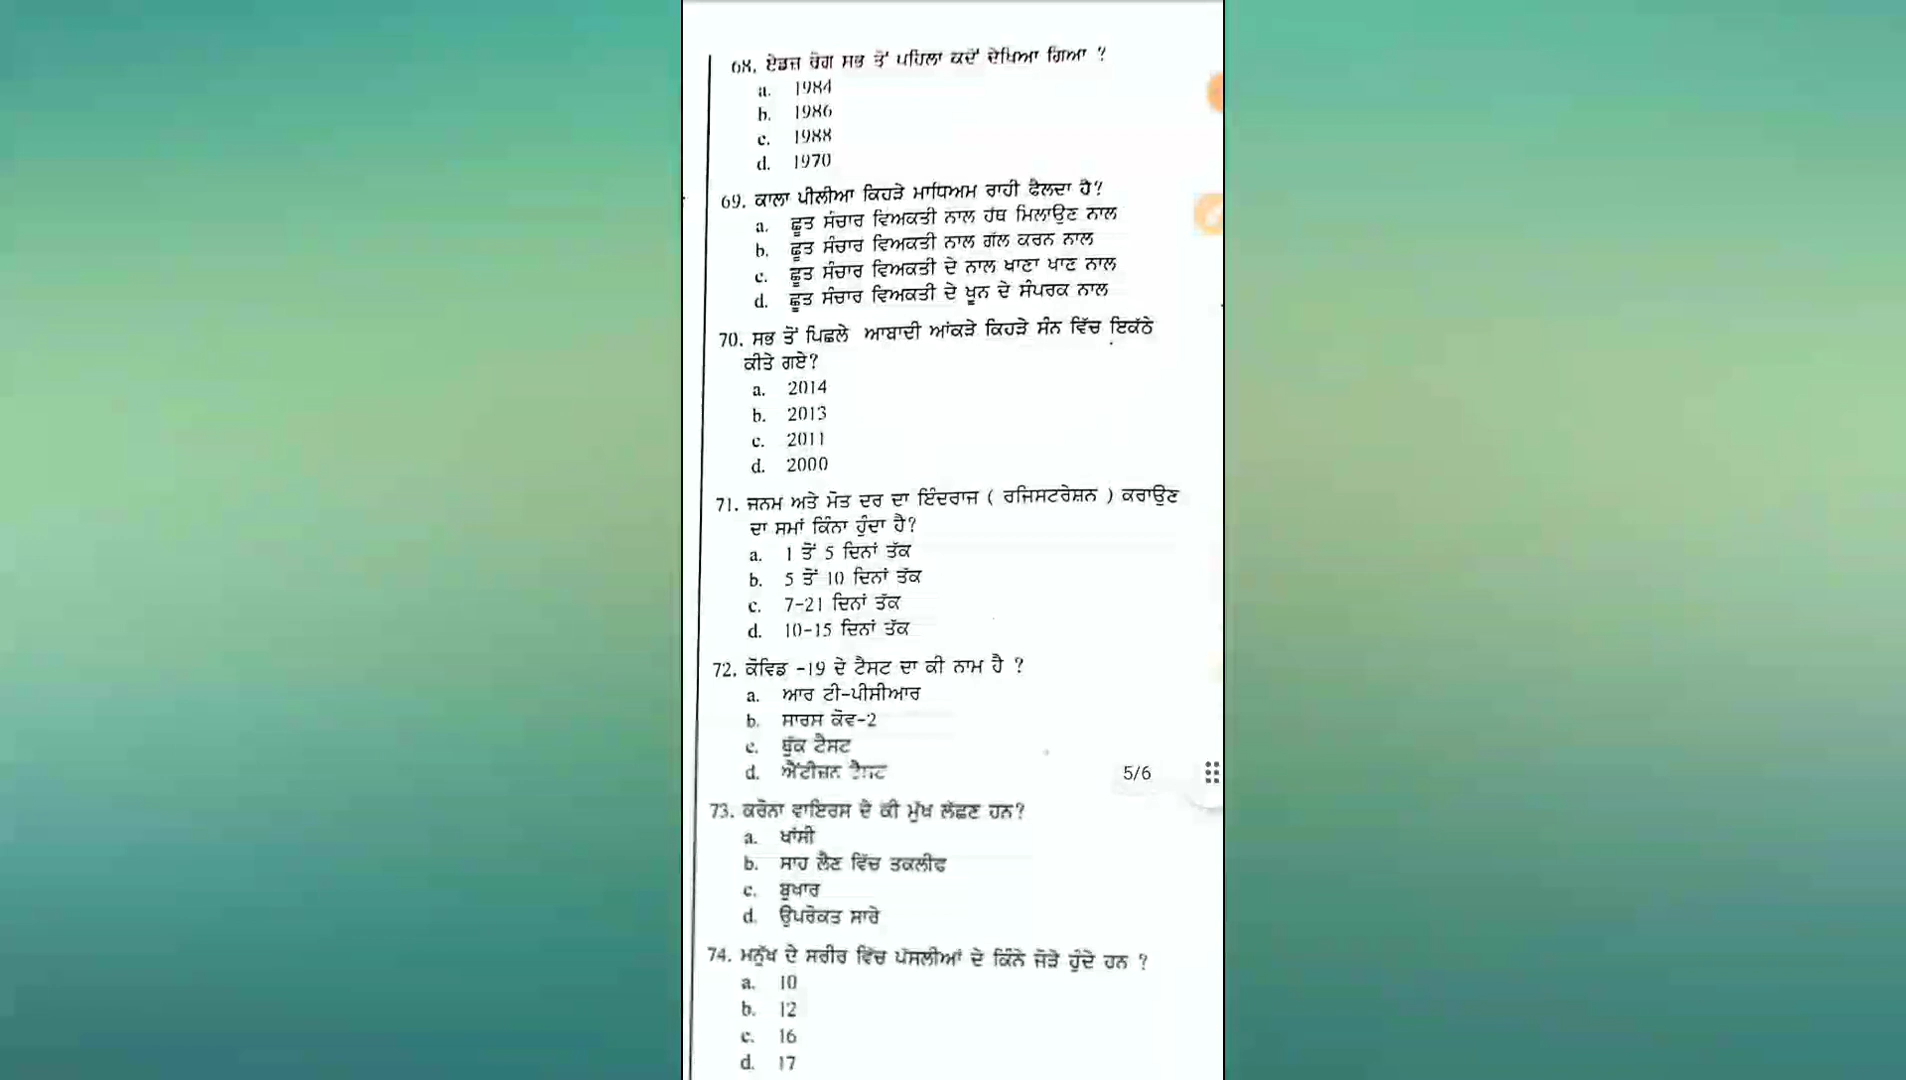 68. ਏਡਜ਼ ਰੋਗ ਸਭ ਤੋਂ ਪਹਿਲਾ ਕਦੋਂ ਦੇਖਿਆ ਗਿਆ ?
a. 1984
b. 1986
c. 1988
d. 1970
69. ਕਾਲਾ ਪੀਲੀਆ ਕਿਹੜੇ ਮਾਧਿਅਮ ਰਾਹੀ ਫੈਲਦਾ ਹੈ?
a. ਛੂਤ ਸੰਚਾਰ ਵਿਅਕਤੀ ਨਾਲ ਹੱਥ ਮਿਲਾਉਣ ਨਾਲ
b. ਛੂਤ ਸੰਚਾਰ ਵਿਅਕਤੀ ਨਾਲ ਗੱਲ ਕਰਨ ਨਾਲ
c. ਛੂਤ ਸੰਚਾਰ ਵਿਅਕਤੀ ਦੇ ਨਾਲ ਖਾਣਾ ਖਾਣ ਨਾਲ
d. ਛੂਤ ਸੰਚਾਰ ਵਿਅਕਤੀ ਦੇ ਖੂਨ ਦੇ ਸੰਪਰਕ ਨਾਲ
70. ਸਭ ਤੋਂ ਪਿਛਲੇ ਆਬਾਦੀ ਆਂਕੜੇ ਕਿਹੜੇ ਸੰਨ ਵਿੱਚ ਇਕੱਠੇ
ਕੀਤੇ ਗਏ?
a. 2014
b. 2013
c. 2011
d. 2000
71. ਜਨਮ ਅਤੇ ਮੌਤ ਦਰ ਦਾ ਇੰਦਰਾਜ ( ਰਜਿਸਟਰੇਸ਼ਨ ) ਕਰਾਉਣ
ਦਾ ਸਮਾਂ ਕਿੰਨਾ ਹੁੰਦਾ ਹੈ?
a. 1 ਤੋਂ 5 ਦਿਨਾਂ ਤੱਕ
b. 5 ਤੋਂ 10 ਦਿਨਾਂ ਤੱਕ
c. 7-21 ਦਿਨਾਂ ਤੱਕ
d. 10-15 ਦਿਨਾਂ ਤੱਕ
72. ਕੋਵਿਡ -19 ਦੇ ਟੈਸਟ ਦਾ ਕੀ ਨਾਮ ਹੈ ?
a. ਆਰ ਟੀ-ਪੀਸੀਆਰ
b. ਸਾਰਸ ਕੋਵ-2
c. ਥੁੱਕ ਟੈਸਟ
d. ਐਂਟੀਜ਼ਨ ਟੈਸਟ
5/6
73. ਕਰੋਨਾ ਵਾਇਰਸ ਦੇ ਕੀ ਮੁੱਖ ਲੱਛਣ ਹਨ?
a. ਖਾਂਸੀ
b. ਸਾਹ ਲੈਣ ਵਿੱਚ ਤਕਲੀਫ
c. ਬੁਖਾਰ
d. ਉਪਰੋਕਤ ਸਾਰੇ
74. ਮਨੁੱਖ ਦੇ ਸਰੀਰ ਵਿੱਚ ਪੱਸਲੀਆਂ ਦੇ ਕਿੰਨੇ ਜੋੜੇ ਹੁੰਦੇ ਹਨ ?
a. 10
b. 12
c. 16
d. 17